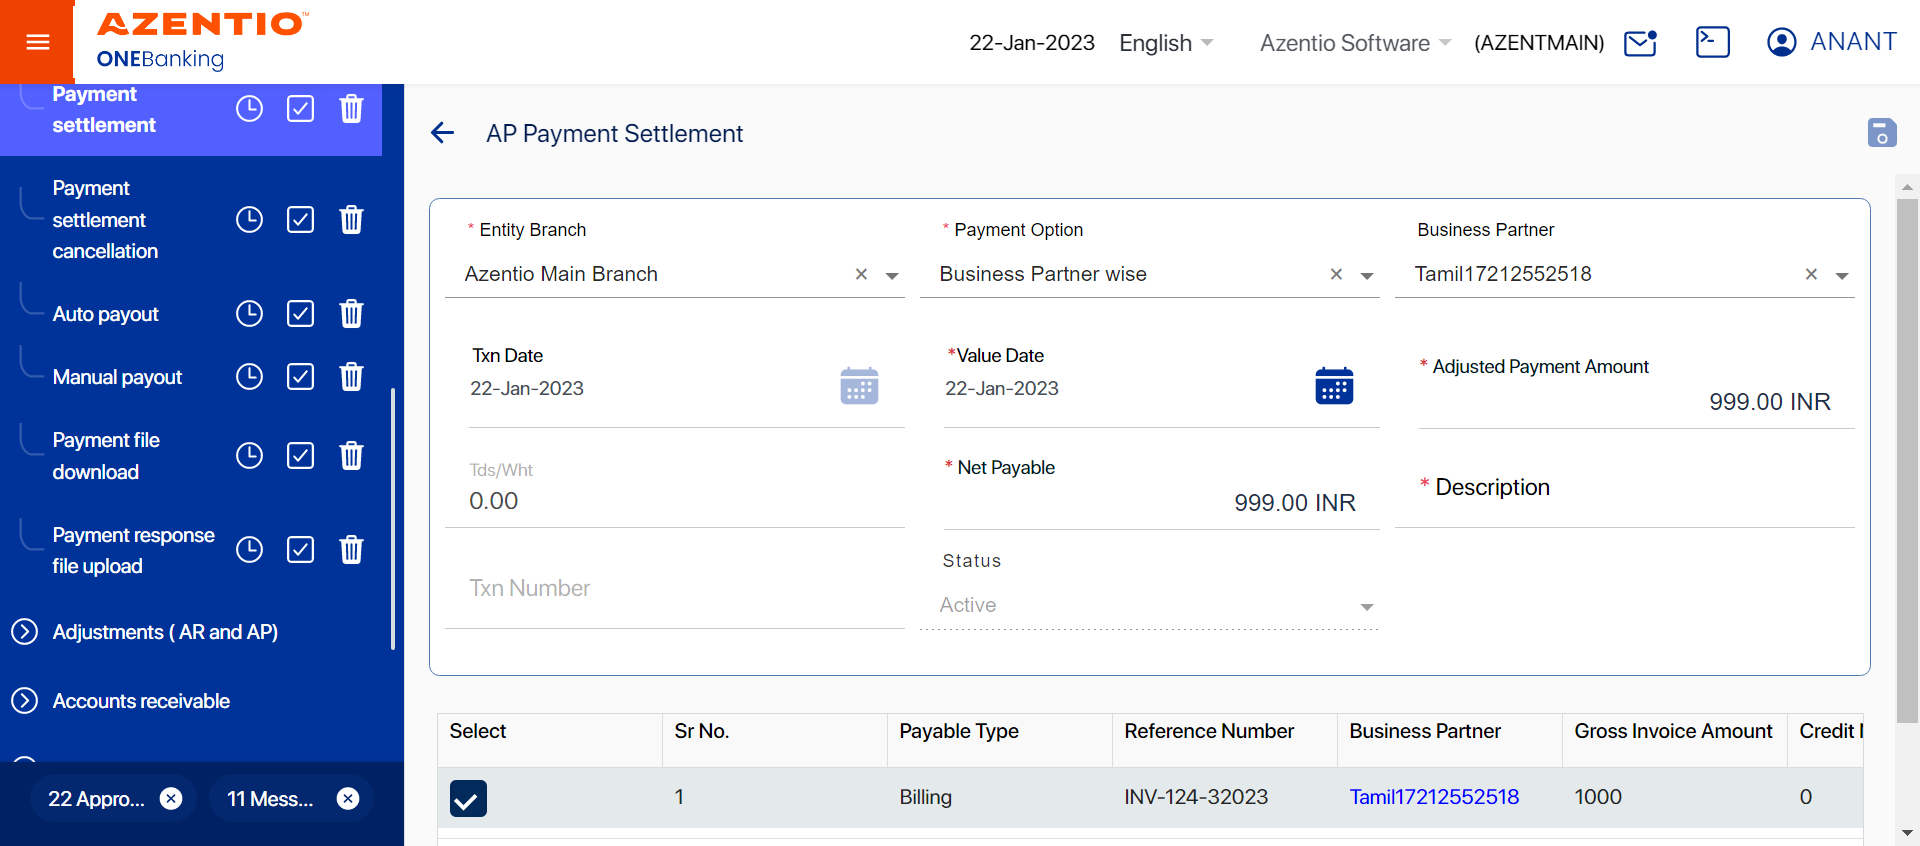 AZENTIO™
ONEBanking
22-Jan-2023 English Azentio Software (AZENTMAIN) ANANT
Payment
settlement
Payment
settlement
cancellation
Auto payout
Manual payout
Payment file
download
Payment response
file upload
Adjustments ( AR and AP)
Accounts receivable
22 Appro...
11 Mess...
AP Payment Settlement
* Entity Branch
Azentio Main Branch
* Payment Option
Business Partner wise
Business Partner
Tamil17212552518
Txn Date
22-Jan-2023
*Value Date
22-Jan-2023
* Adjusted Payment Amount
999.00 INR
Tds/Wht
0.00
* Net Payable
999.00 INR
* Description
Txn Number
Status
Active
Select Sr No. Payable Type Reference Number Business Partner Gross Invoice Amount Credit
1 Billing INV-124-32023 Tamil17212552518 1000 0